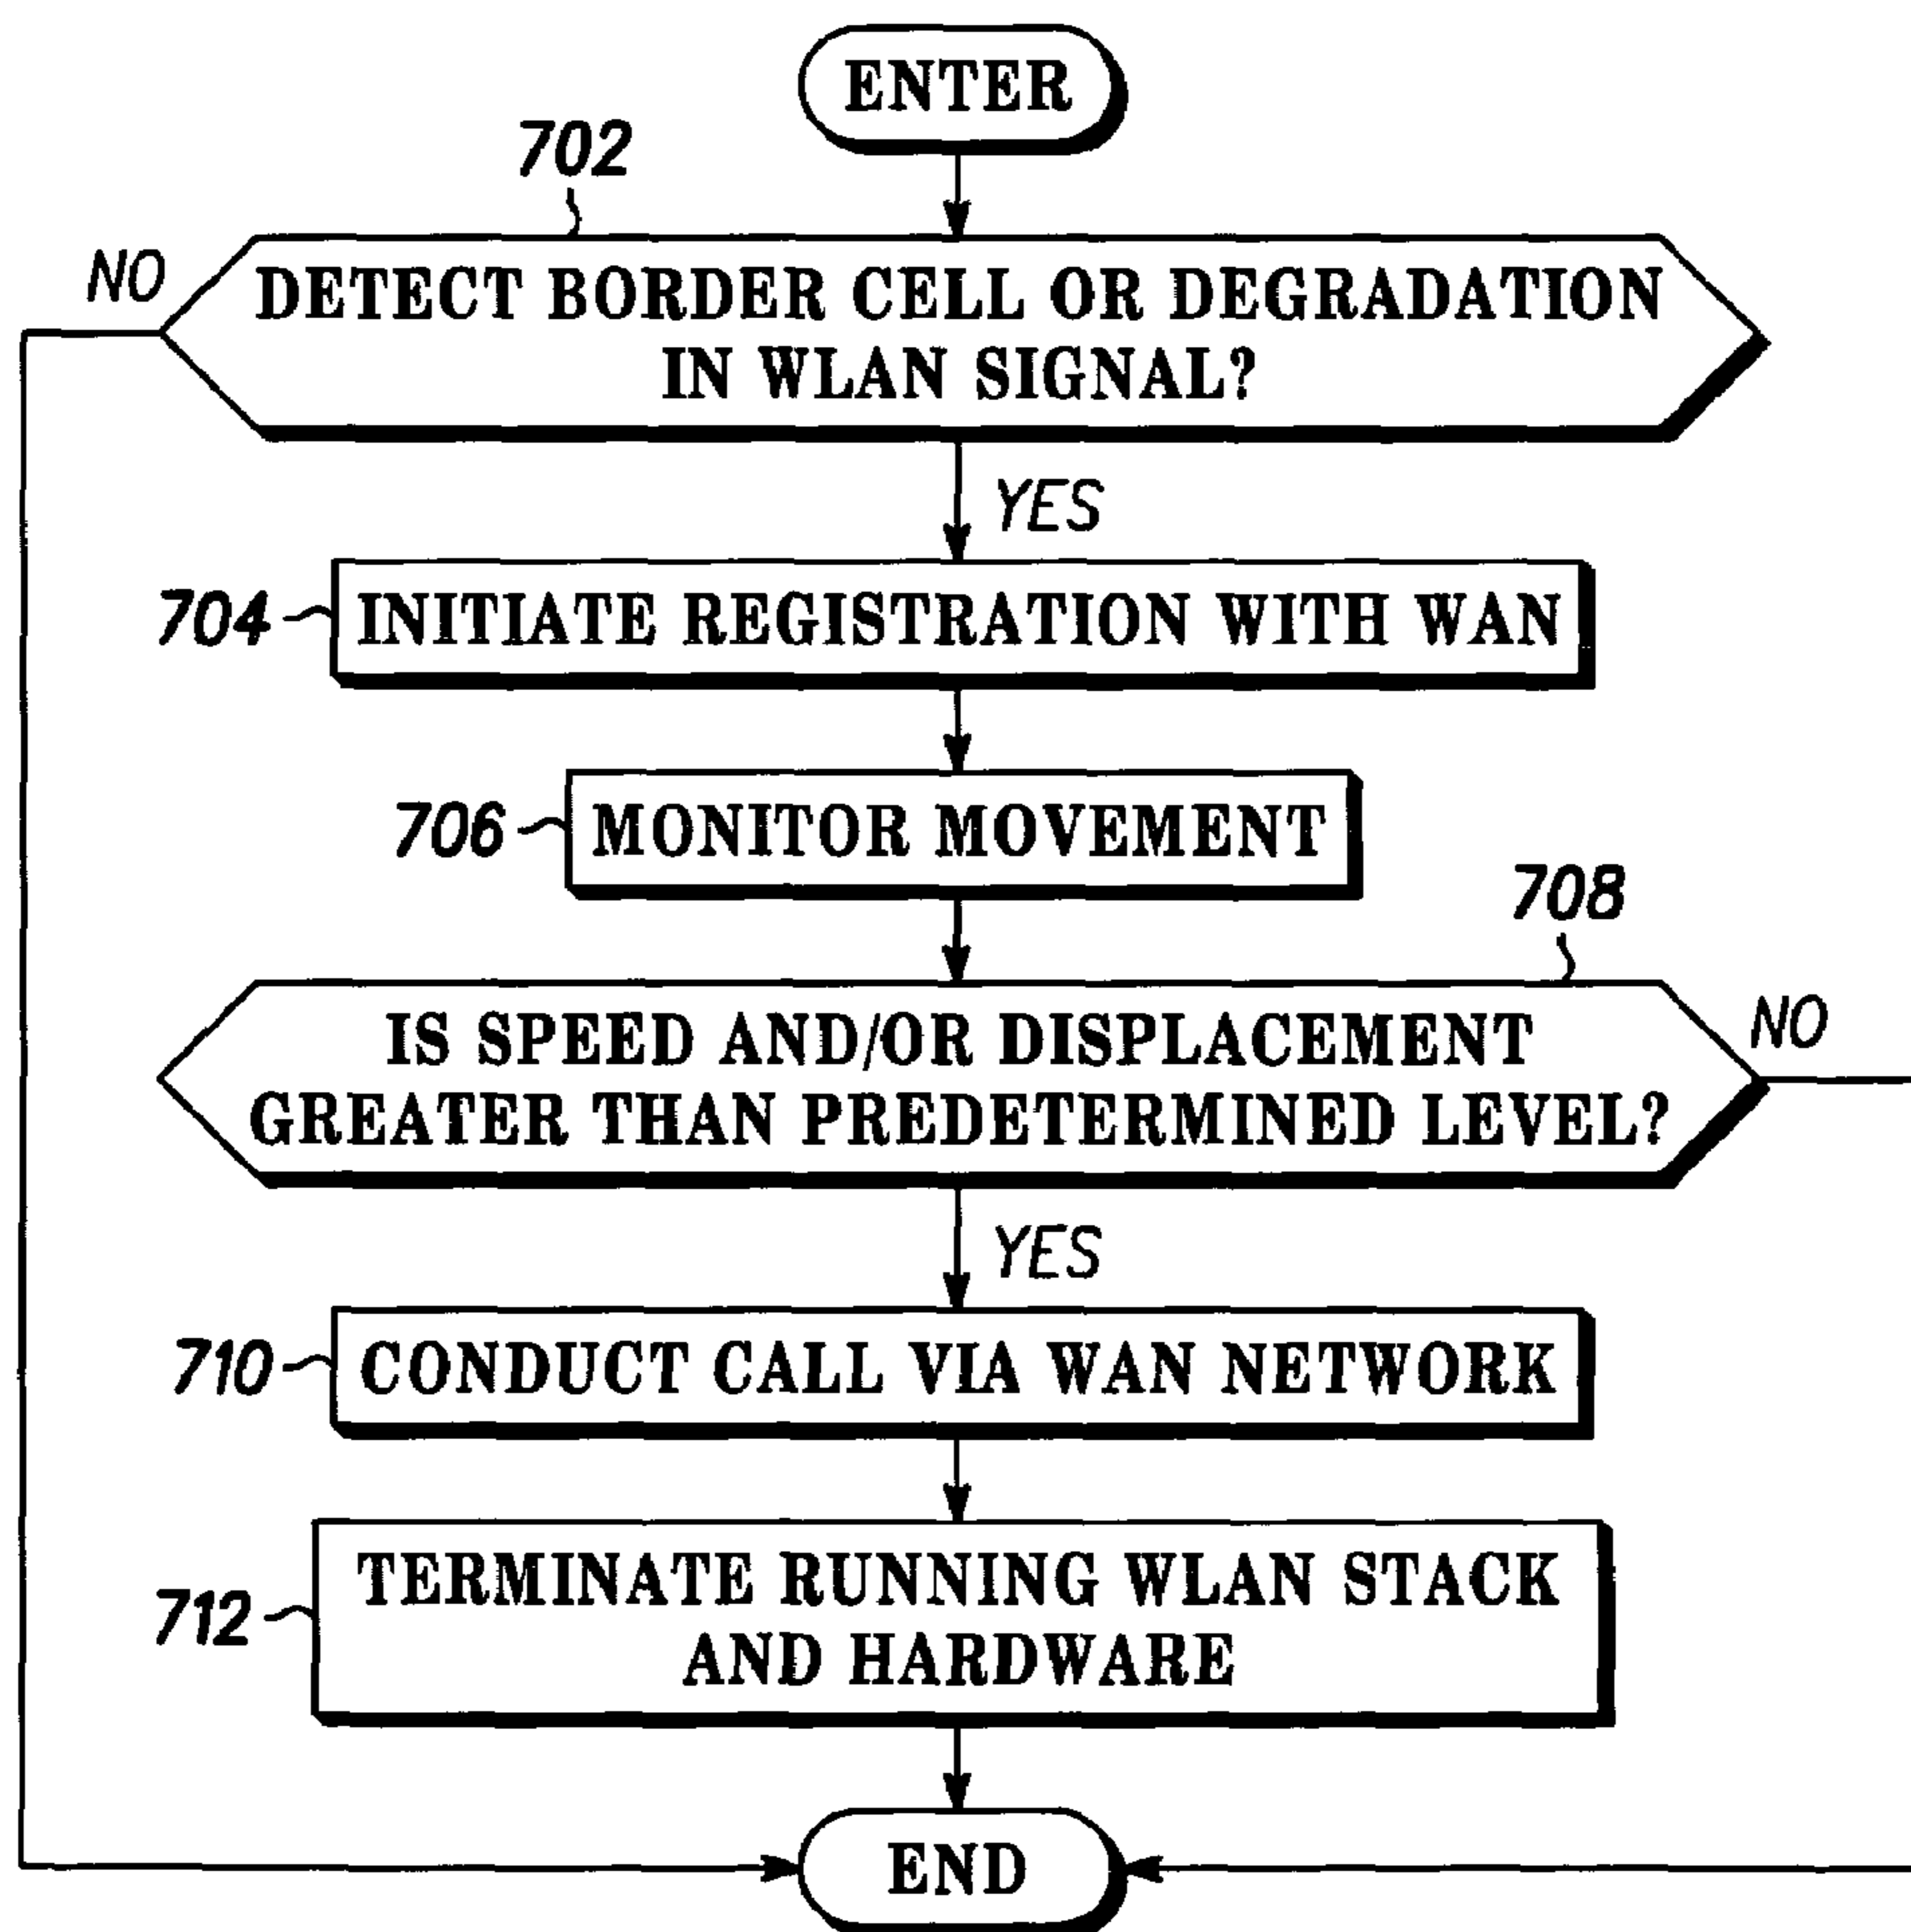 ENTER
702
NO
DETECT BORDER CELL OR DEGRADATION
IN WLAN SIGNAL?
YES
704
INITIATE REGISTRATION WITH WAN
706
MONITOR MOVEMENT
708
IS SPEED AND/OR DISPLACEMENT
GREATER THAN PREDETERMINED LEVEL?
NO
YES
710
CONDUCT CALL VIA WAN NETWORK
712
TERMINATE RUNNING WLAN STACK
AND HARDWARE
END